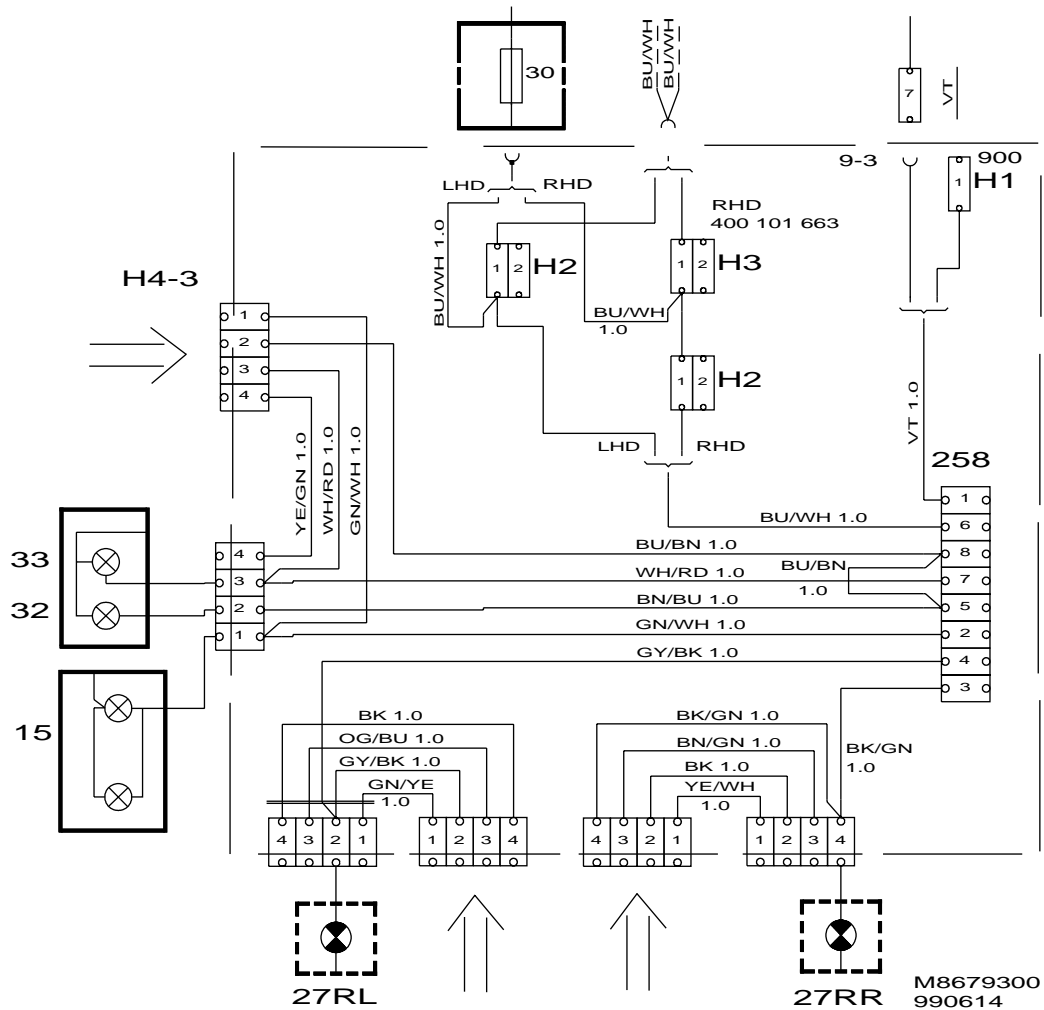 30
BU/WH
BU/WH
7
VT
9-3
900
1
H1
LHD
RHD
RHD
400 101 663
BU/WH 1.0
1 2
H2
1 2
H3
BU/WH
1.0
H4-3
1
2
3
4
1 2
H2
LHD
RHD
VT 1.0
258
YE/GN 1.0
WH/RD 1.0
GN/WH 1.0
BU/WH 1.0
BU/BN 1.0
BU/BN
1.0
WH/RD 1.0
BN/BU 1.0
GN/WH 1.0
GY/BK 1.0
1
6
8
7
5
2
4
3
33
32
4
3
2
1
15
BK 1.0
OG/BU 1.0
GY/BK 1.0
GN/YE
1.0
BK/GN 1.0
BN/GN 1.0
BK 1.0
YE/WH
1.0
BK/GN
1.0
4 3 2 1
1 2 3 4
4 3 2 1
1 2 3 4
27RL
27RR
M8679300
990614